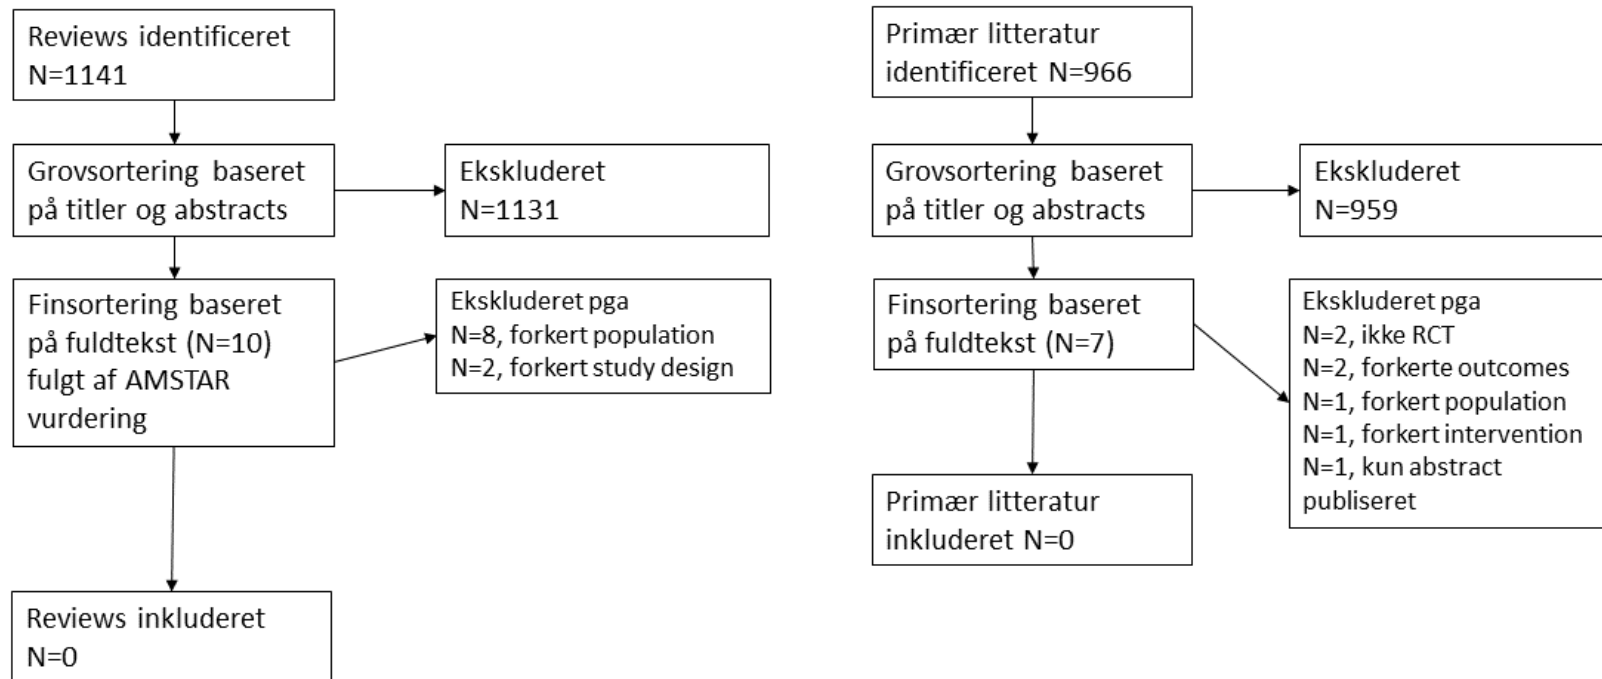 Reviews identificeret
N=1141
Grovsortering baseret
på titler og abstracts
Ekskluderet
N=1131
Finsortering baseret
på fuldtekst (N=10)
fulgt af AMSTAR
vurdering
Ekskluderet pga
N=8, forkert population
N=2, forkert study design
Reviews inkluderet
N=0
Primær litteratur
identificeret N=966
Grovsortering baseret
på titler og abstracts
Ekskluderet
N=959
Finsortering baseret
på fuldtekst (N=7)
Ekskluderet pga
N=2, ikke RCT
N=2, forkerte outcomes
N=1, forkert population
N=1, forkert intervention
N=1, kun abstract
publiseret
Primær litteratur
inkluderet N=0